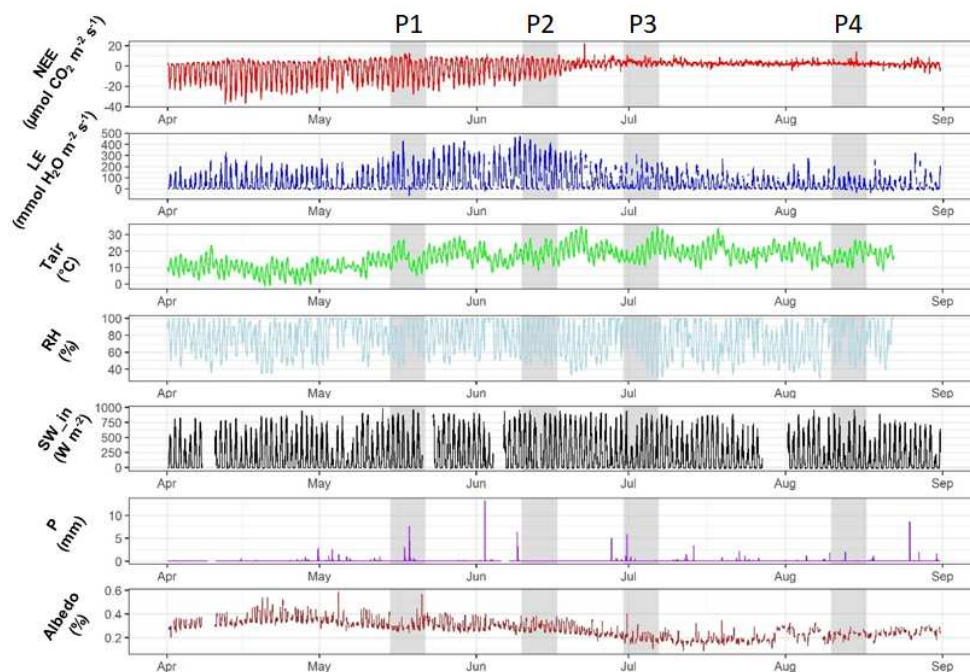 P1 P2 P3 P4
NEE
(µmol CO2 m-2 s-1)
20
0
-20
-40
Apr May Jun Jul Aug Sep
LE
(mmol H2O m-2 s-1)
500
400
300
200
100
0
Apr May Jun Jul Aug Sep
Tair
(°C)
30
20
10
0
Apr May Jun Jul Aug Sep
RH
(%)
100
80
60
40
Apr May Jun Jul Aug Sep
SW_in
(W m-2)
1000
750
500
250
0
Apr May Jun Jul Aug Sep
P
(mm)
10
5
0
Apr May Jun Jul Aug Sep
Albedo
(%)
0.6
0.4
0.2
Apr May Jun Jul Aug Sep